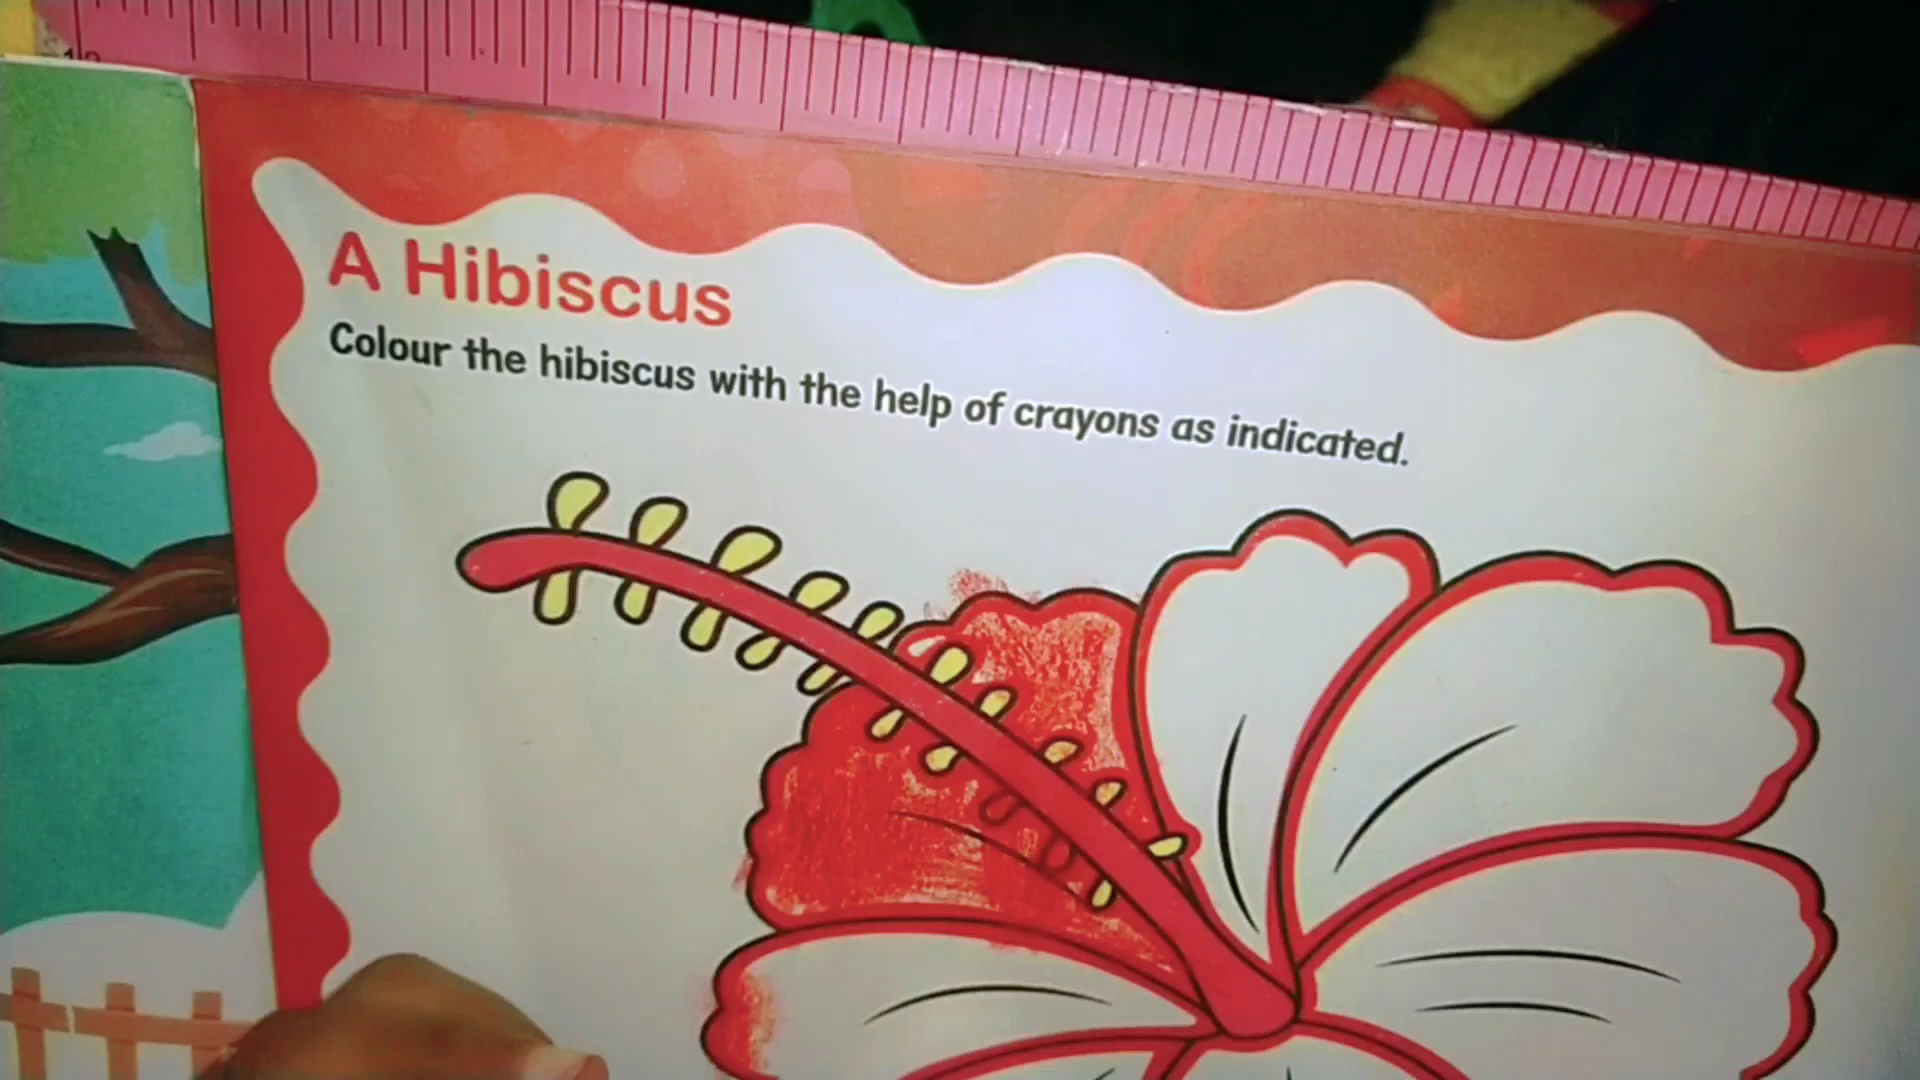 A Hibiscus
Colour the hibiscus with the help of crayons as indicated.